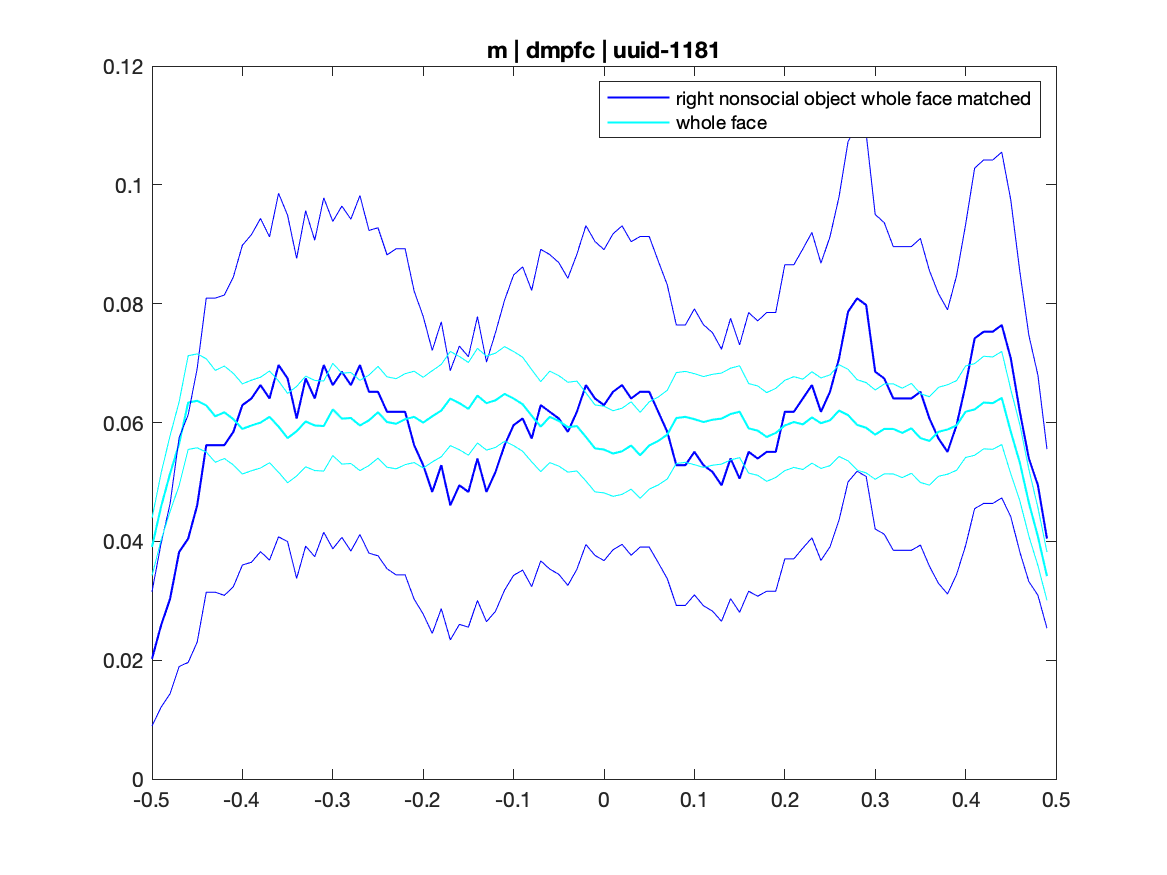 m | dmpfc | uuid-1181
right nonsocial object whole face matched
whole face
0.12
0.1
0.08
0.06
0.04
0.02
0
-0.5 -0.4 -0.3 -0.2 -0.1 0 0.1 0.2 0.3 0.4 0.5